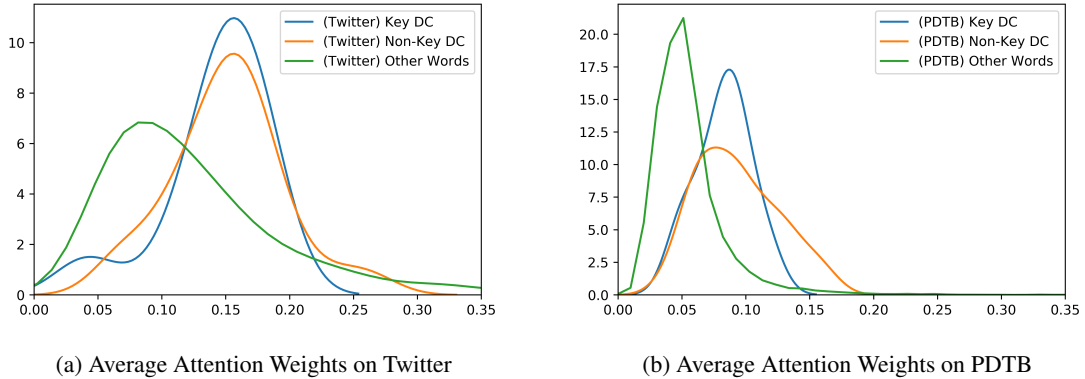 10
8
6
4
2
0
0.00 0.05 0.10 0.15 0.20 0.25 0.30 0.35
(Twitter) Key DC
(Twitter) Non-Key DC
(Twitter) Other Words
(a) Average Attention Weights on Twitter
20.0
17.5
15.0
12.5
10.0
7.5
5.0
2.5
0.0
0.00 0.05 0.10 0.15 0.20 0.25 0.30 0.35
(PDTB) Key DC
(PDTB) Non-Key DC
(PDTB) Other Words
(b) Average Attention Weights on PDTB